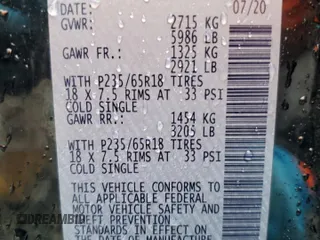 07/20
GVWR: 2715 KG
5986 LB
GAWR FR.: 1325 KG
2921 LB
WITH P235/65R18 TIRES
18 X 7.5 RIMS AT 33 PSI
COLD SINGLE
GAWR RR.: 1454 KG
3205 LB
WITH P235/65R18 TIRES
18 X 7.5 RIMS AT 33 PSI
COLD SINGLE
THIS VEHICLE CONFORMS TO
ALL APPLICABLE FEDERAL
MOTOR VEHICLE SAFETY AND
THEFT PREVENTION
STANDARDS IN EFFECT ON